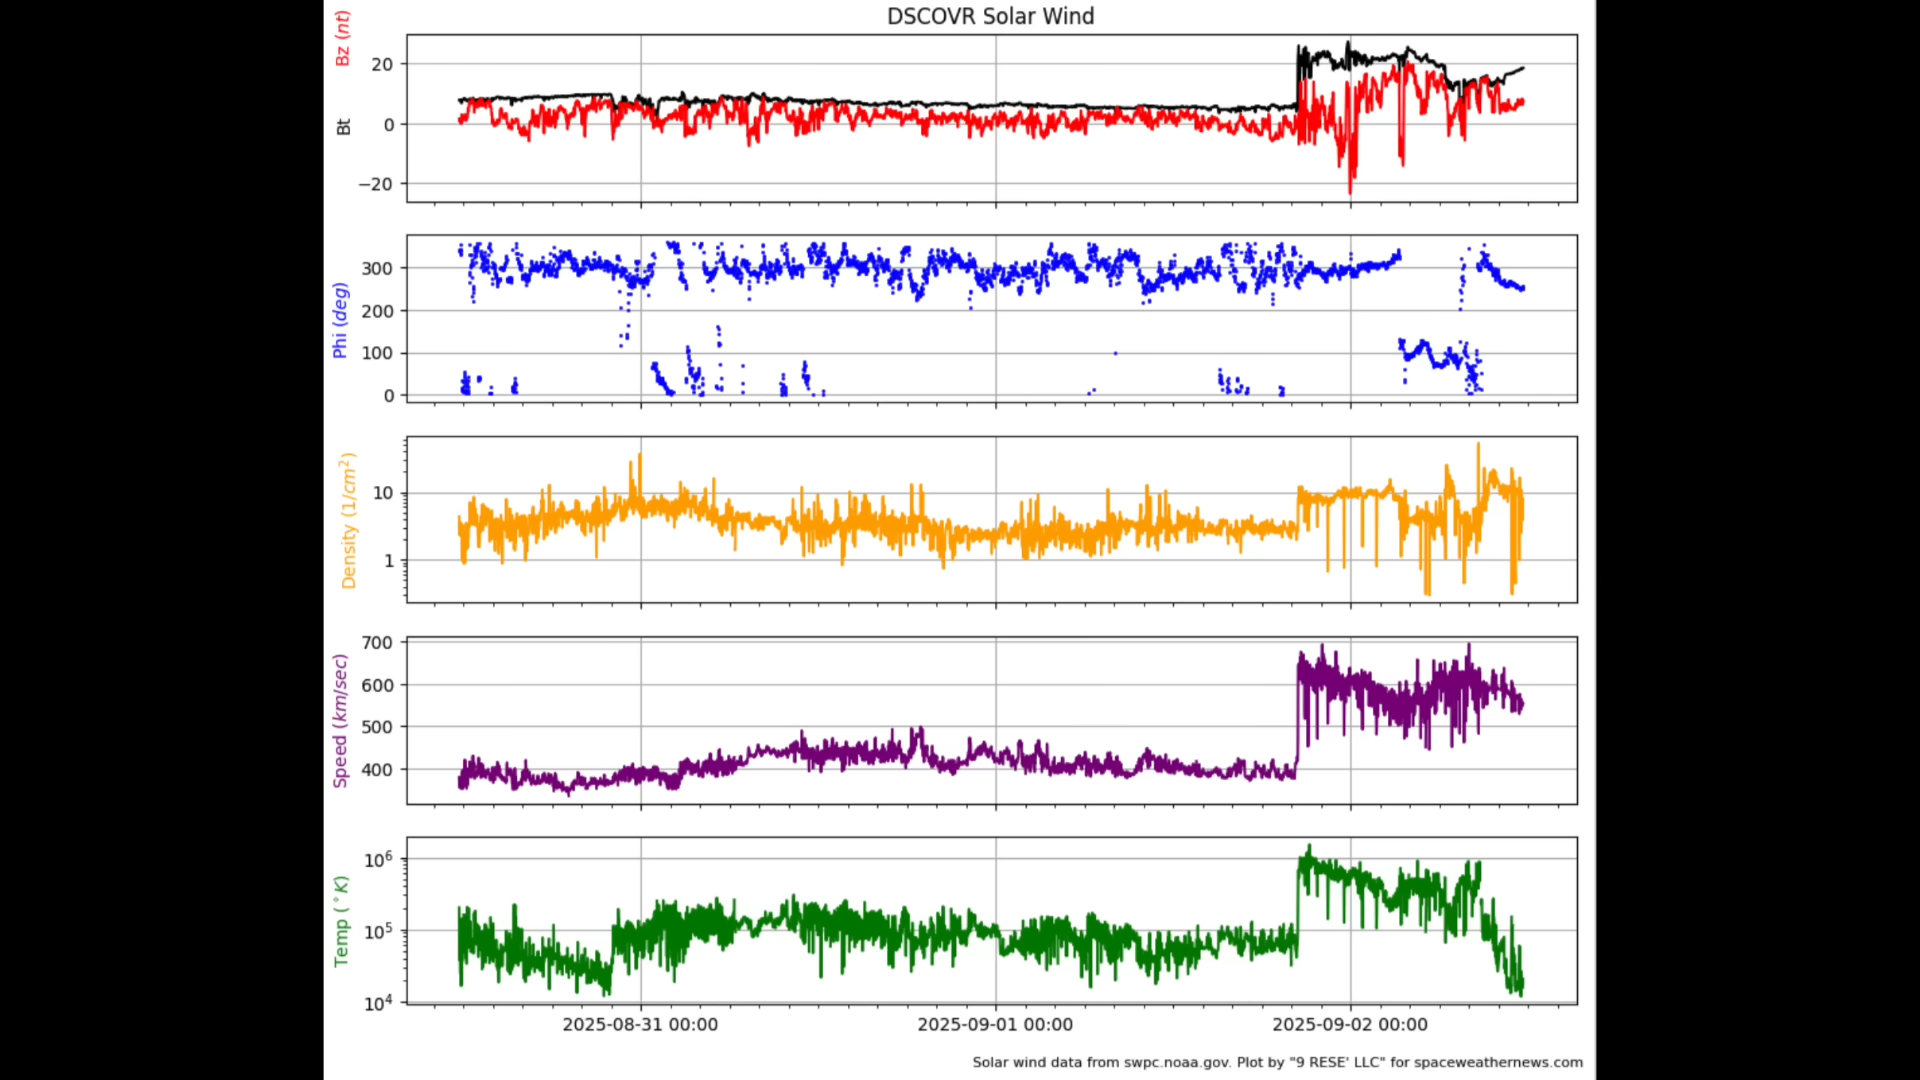 DSCOVR Solar Wind
Bz (nt)
Bt
20
0
−20
Phi (deg)
300
200
100
0
Density (1/cm²)
10
1
Speed (km/sec)
700
600
500
400
Temp (°K)
10⁶
10⁵
10⁴
2025-08-31 00:00 2025-09-01 00:00 2025-09-02 00:00
Solar wind data from swpc.noaa.gov. Plot by "9 RESE' LLC" for spaceweathernews.com